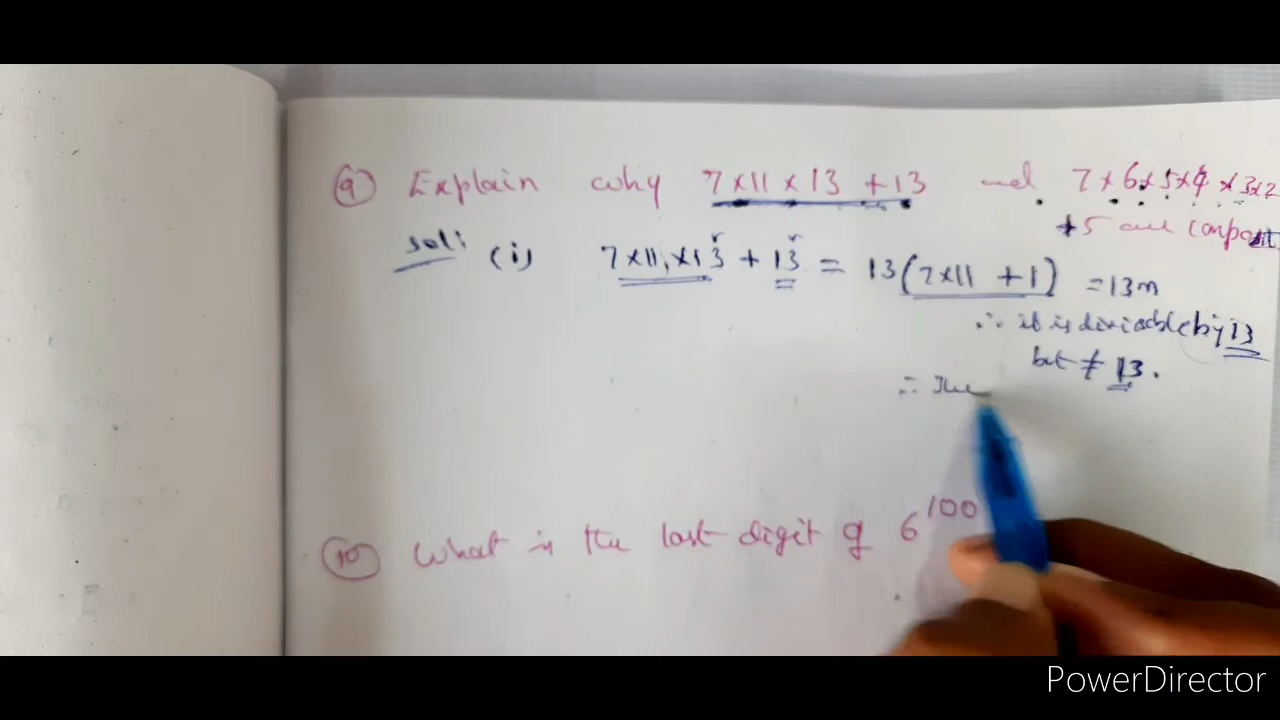 9 Explain why 7×11×13+13 and 7×6×5×4×3×2
+5 are composit
sol: (i) 7×11×13 + 13 = 13(7×11 + 1) = 13m
∴ it is divisable by 13
but ≠ 13.
∴ The
10 What is the last digit of 6^100
PowerDirector